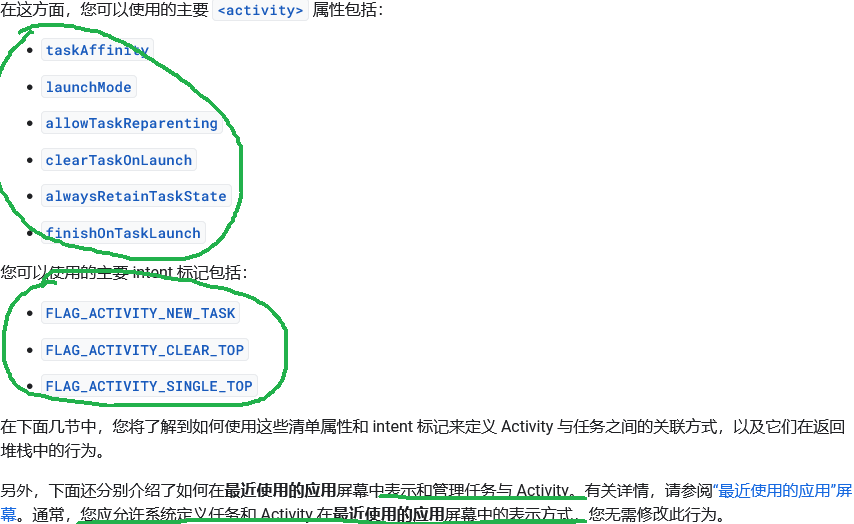 在这方面，您可以使用的主要 <activity> 属性包括：
taskAffinity
launchMode
allowTaskReparenting
clearTaskOnLaunch
alwaysRetainTaskState
finishOnTaskLaunch
您可以使用的主要 intent 标记包括：
FLAG_ACTIVITY_NEW_TASK
FLAG_ACTIVITY_CLEAR_TOP
FLAG_ACTIVITY_SINGLE_TOP
在下面几节中，您将了解到如何使用这些清单属性和 intent 标记来定义 Activity 与任务之间的关联方式，以及它们在返回
堆栈中的行为。
另外，下面还分别介绍了如何在最近使用的应用屏幕中表示和管理任务与 Activity。有关详情，请参阅“最近使用的应用”屏
幕。通常，您应允许系统定义任务和 Activity 在最近使用的应用屏幕中的表示方式。您无需修改此行为。